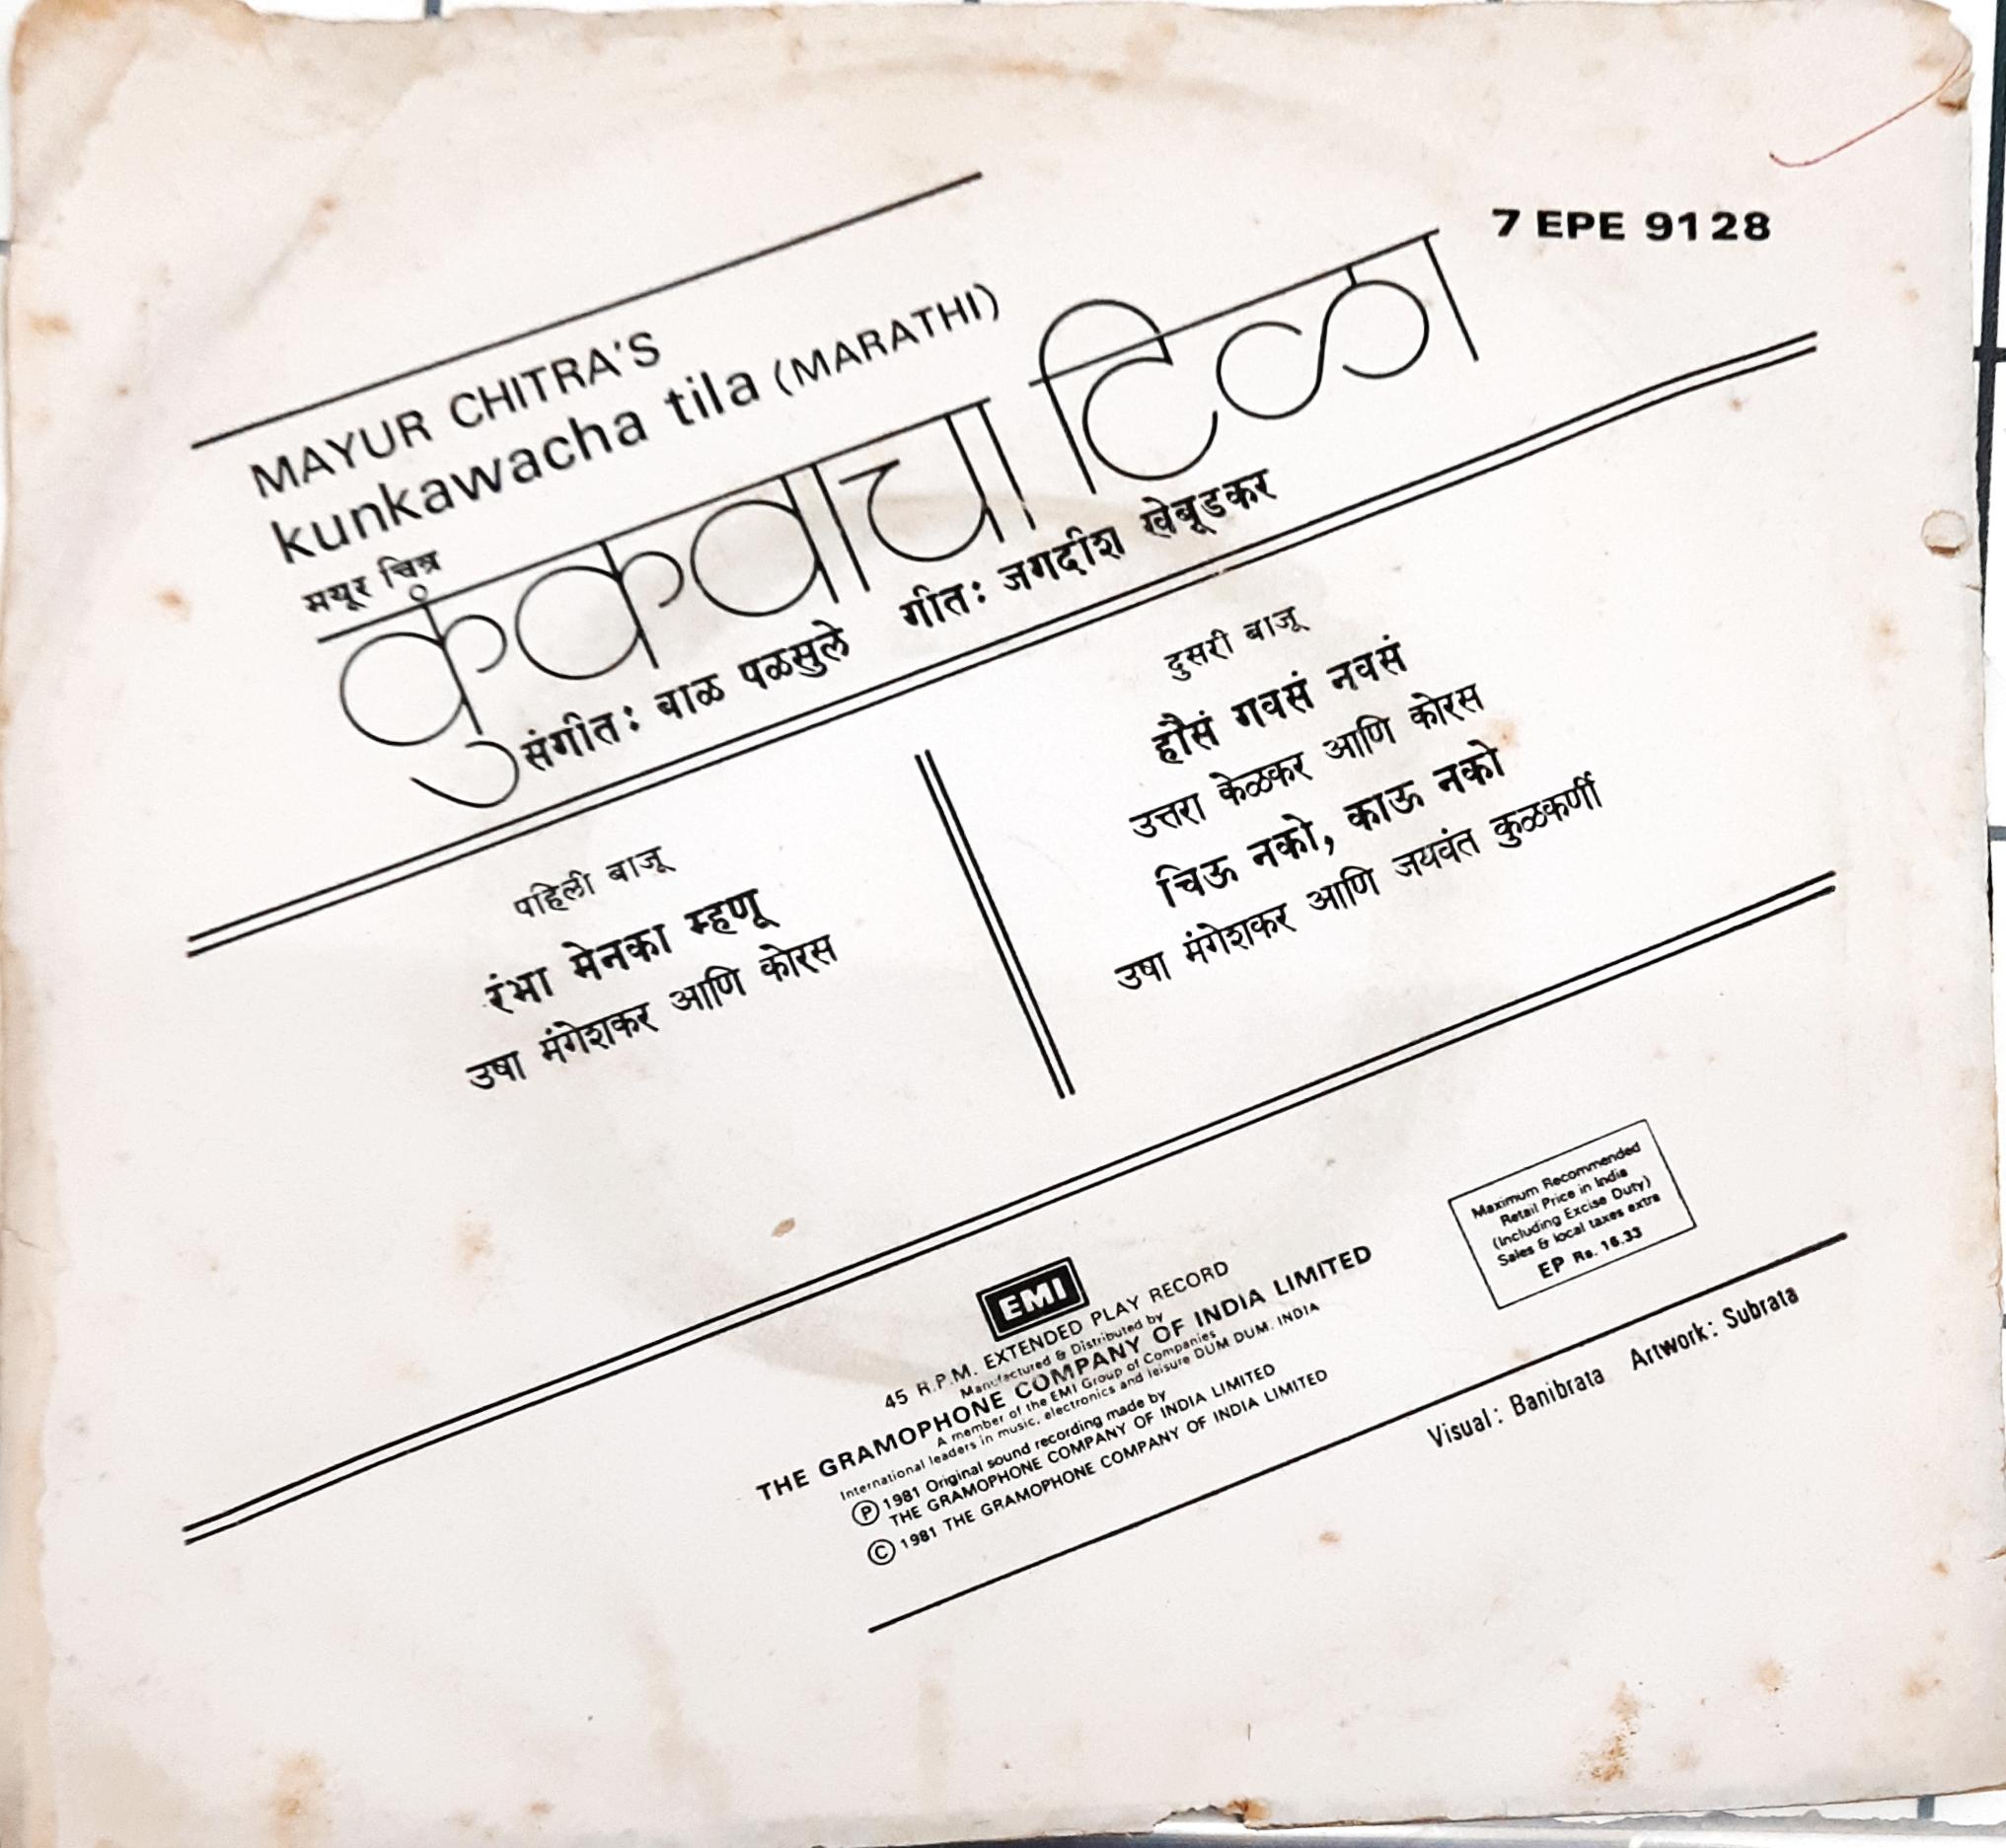 7 EPE 9128
MAYUR CHITRA'S
kunkawacha tila (MARATHI)
मयूर चित्र
कुंकवाचा टिळा
संगीत: बाळ पळसुले गीत: जगदीश खेबूडकर
पहिली बाजू
रंभा मेनका म्हणू
उषा मंगेशकर आणि कोरस
दुसरी बाजू
हौसं गवसं नवसं
उत्तरा केळकर आणि कोरस
चिऊ नको, काऊ नको
उषा मंगेशकर आणि जयवंत कुळकर्णी
EMI
45 R.P.M. EXTENDED PLAY RECORD
Manufactured & Distributed by
THE GRAMOPHONE COMPANY OF INDIA LIMITED
A member of the EMI Group of Companies
International leaders in music, electronics and leisure DUM DUM. INDIA
Ⓟ 1981 Original sound recording made by
THE GRAMOPHONE COMPANY OF INDIA LIMITED
© 1981 THE GRAMOPHONE COMPANY OF INDIA LIMITED
Maximum Recommended
Retail Price in India
(Including Excise Duty)
Sales & local taxes extra
EP Rs. 16.33
Visual: Banibrata Artwork: Subrata